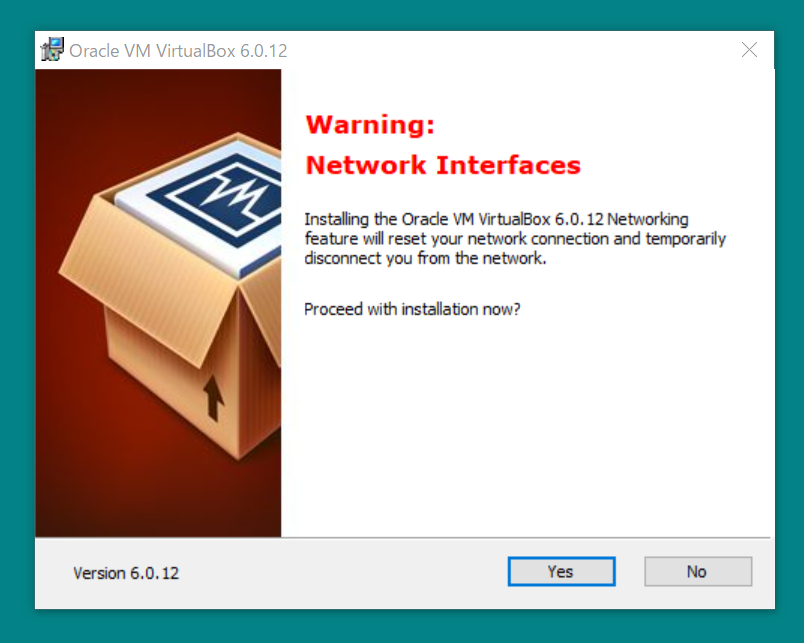 Oracle VM VirtualBox 6.0.12
Warning:
Network Interfaces
Installing the Oracle VM VirtualBox 6.0.12 Networking
feature will reset your network connection and temporarily
disconnect you from the network.
Proceed with installation now?
Version 6.0.12
Yes
No